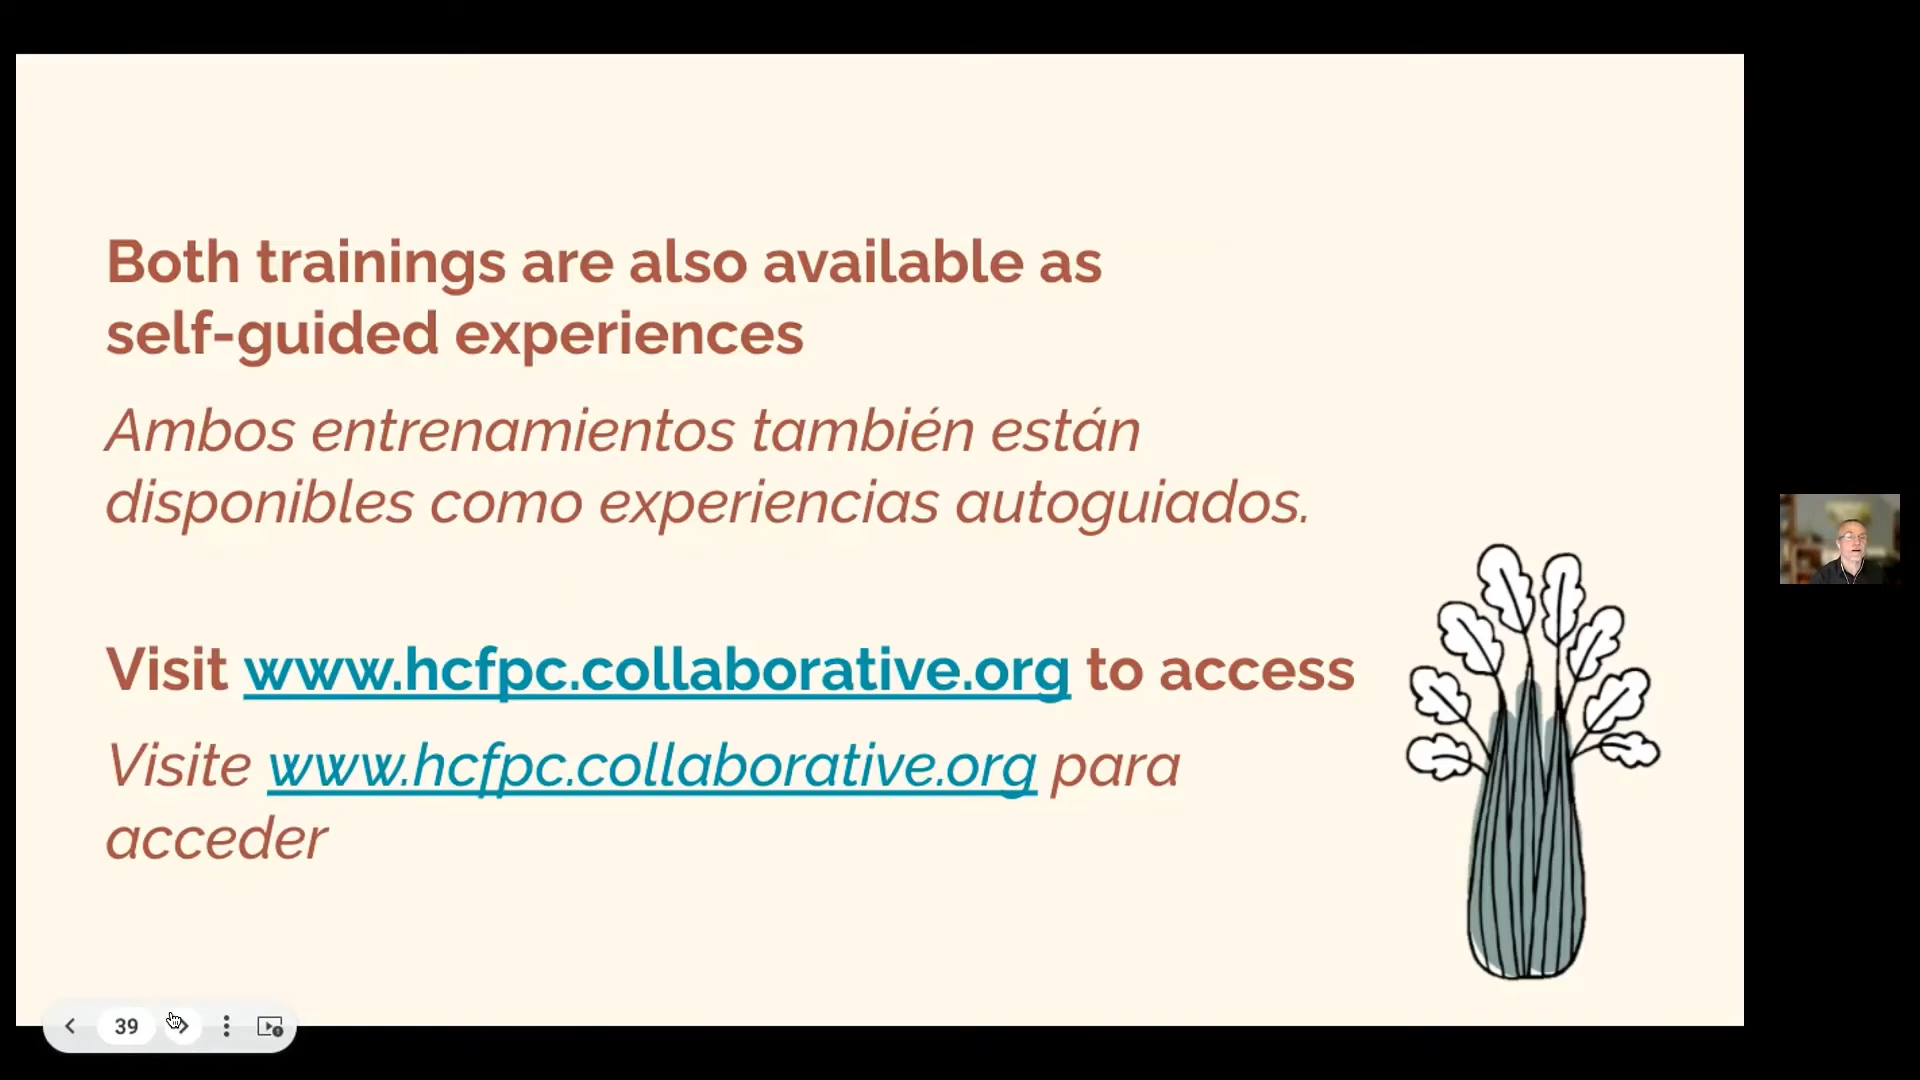 Both trainings are also available as
self-guided experiences
Ambos entrenamientos también están
disponibles como experiencias autoguiados.
Visit www.hcfpc.collaborative.org to access
Visite www.hcfpc.collaborative.org para
acceder
39